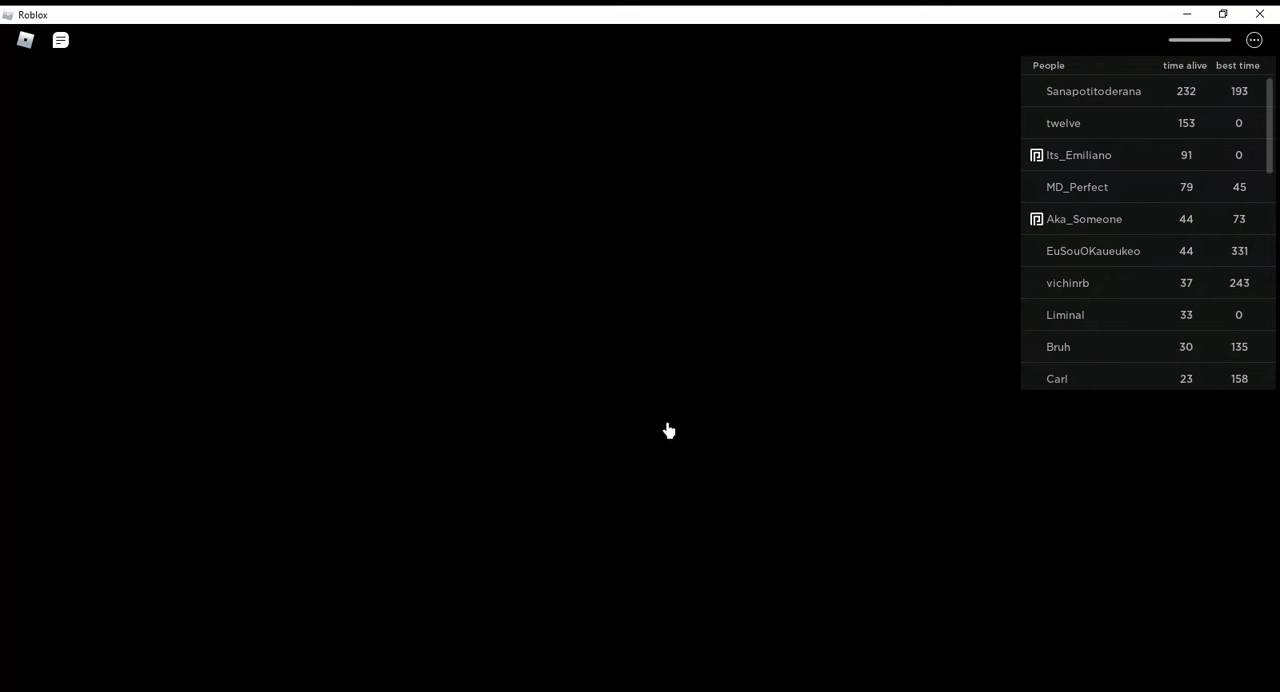 Roblox
People time alive best time
Sanapotitoderana 232 193
twelve 153 0
Its_Emiliano 91 0
MD_Perfect 79 45
Aka_Someone 44 73
EuSouOKaueukeo 44 331
vichinrb 37 243
Liminal 33 0
Bruh 30 135
Carl 23 158